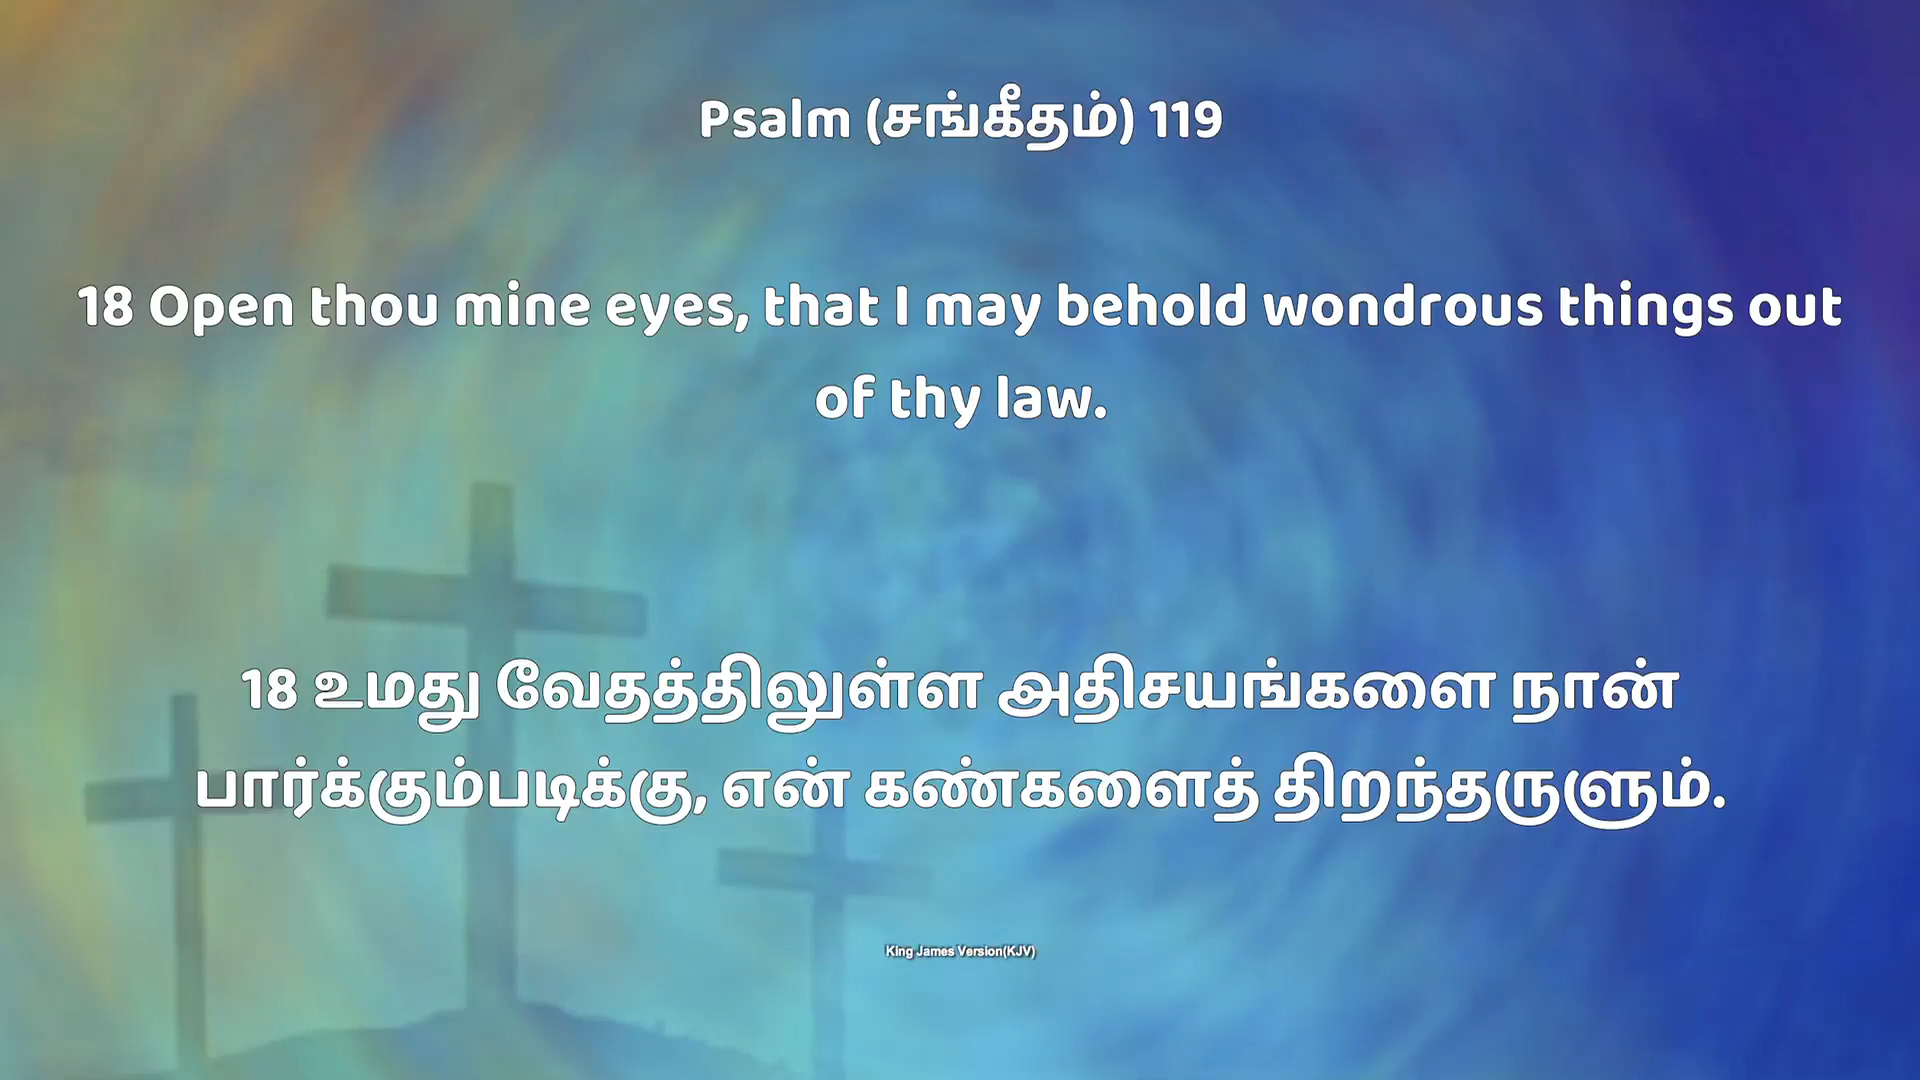 Psalm (சங்கீதம்) 119
18 Open thou mine eyes, that I may behold wondrous things out
of thy law.
18 உமது வேதத்திலுள்ள அதிசயங்களை நான்
பார்க்கும்படிக்கு, என் கண்களைத் திறந்தருளும்.
King James Version(KJV)